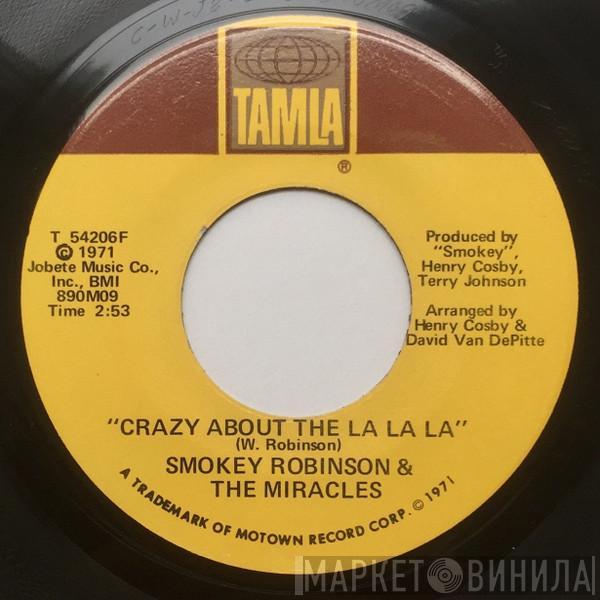 TAMLA
®
T 54206F
© 1971
Jobete Music Co.,
Inc., BMI
890M09
Time 2:53
Produced by
"Smokey",
Henry Cosby,
Terry Johnson
Arranged by
Henry Cosby &
David Van DePitte
"CRAZY ABOUT THE LA LA LA"
(W. Robinson)
SMOKEY ROBINSON &
THE MIRACLES
A TRADEMARK OF MOTOWN RECORD CORP. © 1971
МАРКЕТ ВИНИЛА